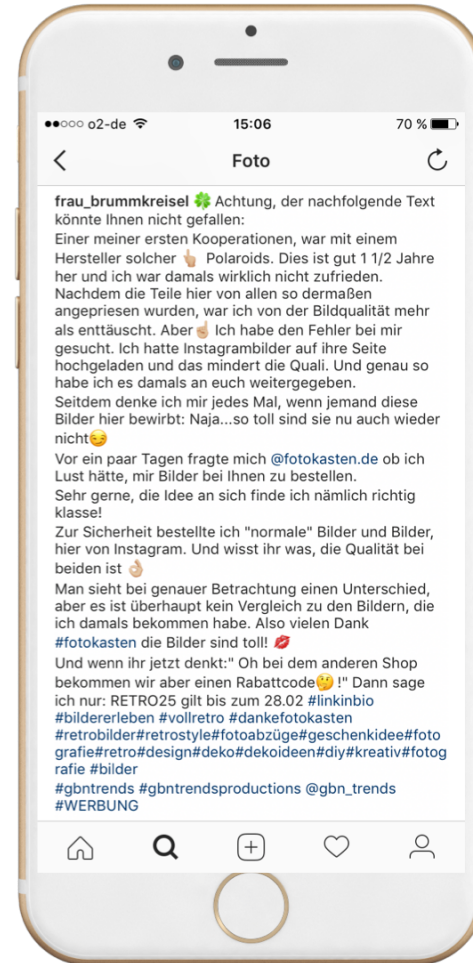 ●●○○○ o2-de 15:06 70 %
Foto
frau_brummkreisel 🍀 Achtung, der nachfolgende Text
könnte Ihnen nicht gefallen:
Einer meiner ersten Kooperationen, war mit einem
Hersteller solcher 👆🏼 Polaroids. Dies ist gut 1 1/2 Jahre
her und ich war damals wirklich nicht zufrieden.
Nachdem die Teile hier von allen so dermaßen
angepriesen wurden, war ich von der Bildqualität mehr
als enttäuscht. Aber ☝🏼 Ich habe den Fehler bei mir
gesucht. Ich hatte Instagrambilder auf ihre Seite
hochgeladen und das mindert die Quali. Und genau so
habe ich es damals an euch weitergegeben.
Seitdem denke ich mir jedes Mal, wenn jemand diese
Bilder hier bewirbt: Naja...so toll sind sie nu auch wieder
nicht😏
Vor ein paar Tagen fragte mich @fotokasten.de ob ich
Lust hätte, mir Bilder bei Ihnen zu bestellen.
Sehr gerne, die Idee an sich finde ich nämlich richtig
klasse!
Zur Sicherheit bestellte ich "normale" Bilder und Bilder,
hier von Instagram. Und wisst ihr was, die Qualität bei
beiden ist 👌🏼
Man sieht bei genauer Betrachtung einen Unterschied,
aber es ist überhaupt kein Vergleich zu den Bildern, die
ich damals bekommen habe. Also vielen Dank
#fotokasten die Bilder sind toll! 💋
Und wenn ihr jetzt denkt:" Oh bei dem anderen Shop
bekommen wir aber einen Rabattcode🤔 !" Dann sage
ich nur: RETRO25 gilt bis zum 28.02 #linkinbio
#bildererleben #vollretro #dankefotokasten
#retrobilder#retrostyle#fotoabzüge#geschenkidee#foto
grafie#retro#design#deko#dekoideen#diy#kreativ#fotog
rafie #bilder
#gbntrends #gbntrendsproductions @gbn_trends
#WERBUNG